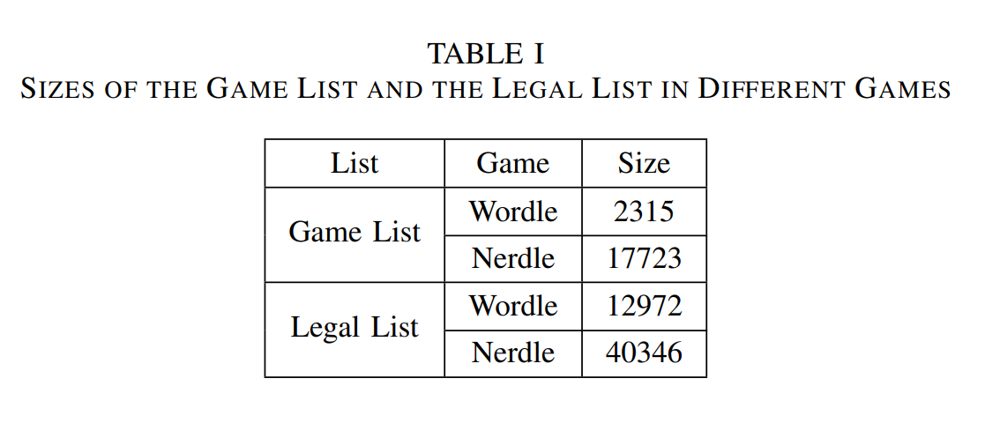 TABLE I
SIZES OF THE GAME LIST AND THE LEGAL LIST IN DIFFERENT GAMES
List Game Size
Game List Wordle 2315
Nerdle 17723
Legal List Wordle 12972
Nerdle 40346